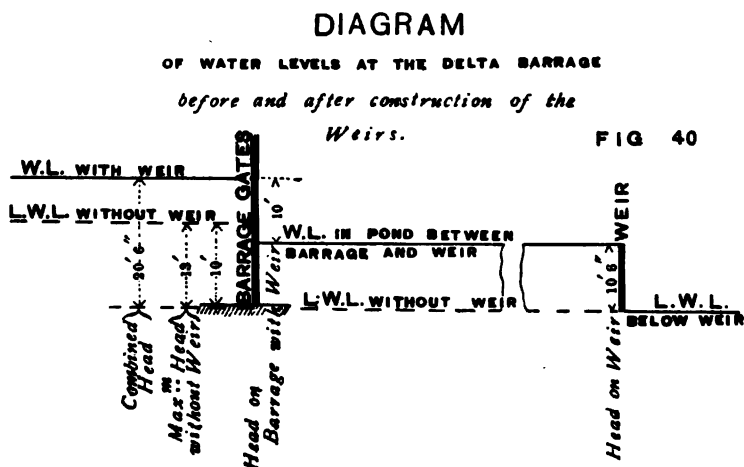 DIAGRAM
OF WATER LEVELS AT THE DELTA BARRAGE
before and after construction of the
Weirs.
FIG 40
W.L. WITH WEIR
L.W.L. WITHOUT WEIR
BARRAGE GATES
W.L. IN POND BETWEEN
BARRAGE AND WEIR
WEIR
L.W.L. WITHOUT WEIR
L.W.L.
BELOW WEIR
20' 6"
13'
10'
10'
10' 6"
Combined
Head
Maxm Head
without Weir
Head on
Barrage with Weir
Head on Weir